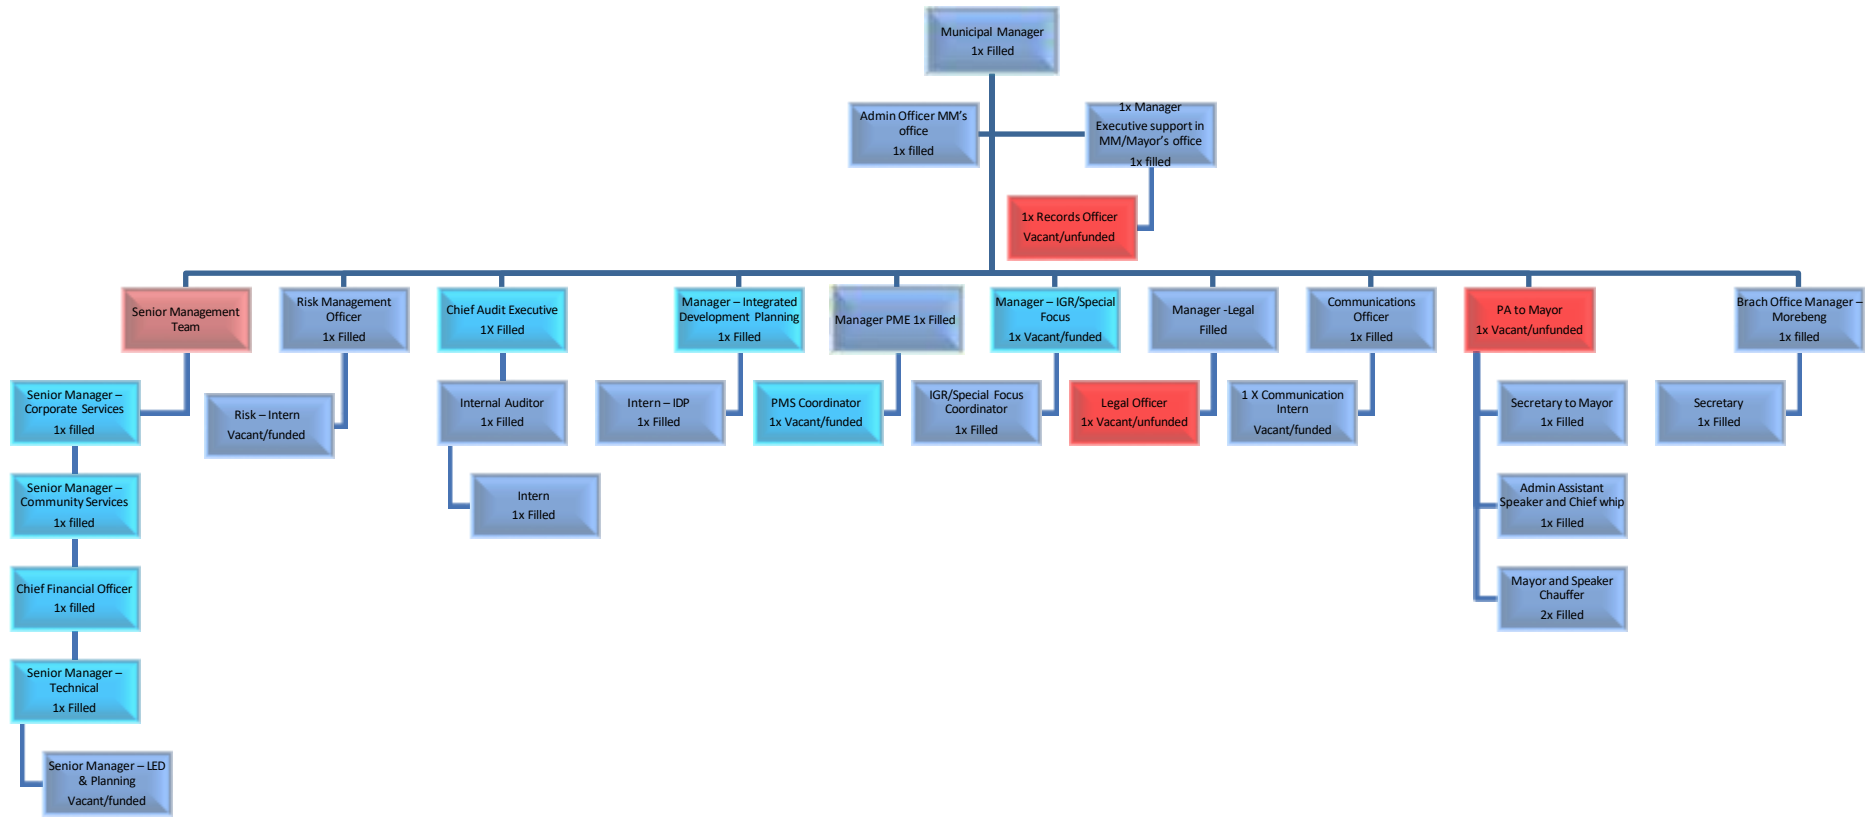 Municipal Manager
1x Filled
Admin Officer MM's
office
1x filled
1x Manager
Executive support in
MM/Mayor's office
1x filled
1x Records Officer
Vacant/unfunded
Senior Management
Team
Risk Management
Officer
1x Filled
Chief Audit Executive
1X Filled
Manager – Integrated
Development Planning
1x Filled
Manager PME 1x Filled
Manager – IGR/Special
Focus
1x Vacant/funded
Manager -Legal
Filled
Communications
Officer
1x Filled
PA to Mayor
1x Vacant/unfunded
Brach Office Manager –
Morebeng
1x filled
Senior Manager –
Corporate Services
1x filled
Risk – Intern
Vacant/funded
Internal Auditor
1x Filled
Intern – IDP
1x Filled
PMS Coordinator
1x Vacant/funded
IGR/Special Focus
Coordinator
1x Filled
Legal Officer
1x Vacant/unfunded
1 X Communication
Intern
Vacant/funded
Secretary to Mayor
1x Filled
Secretary
1x Filled
Senior Manager –
Community Services
1x filled
Intern
1x Filled
Admin Assistant
Speaker and Chief whip
1x Filled
Chief Financial Officer
1x filled
Mayor and Speaker
Chauffer
2x Filled
Senior Manager –
Technical
1x Filled
Senior Manager – LED
& Planning
Vacant/funded